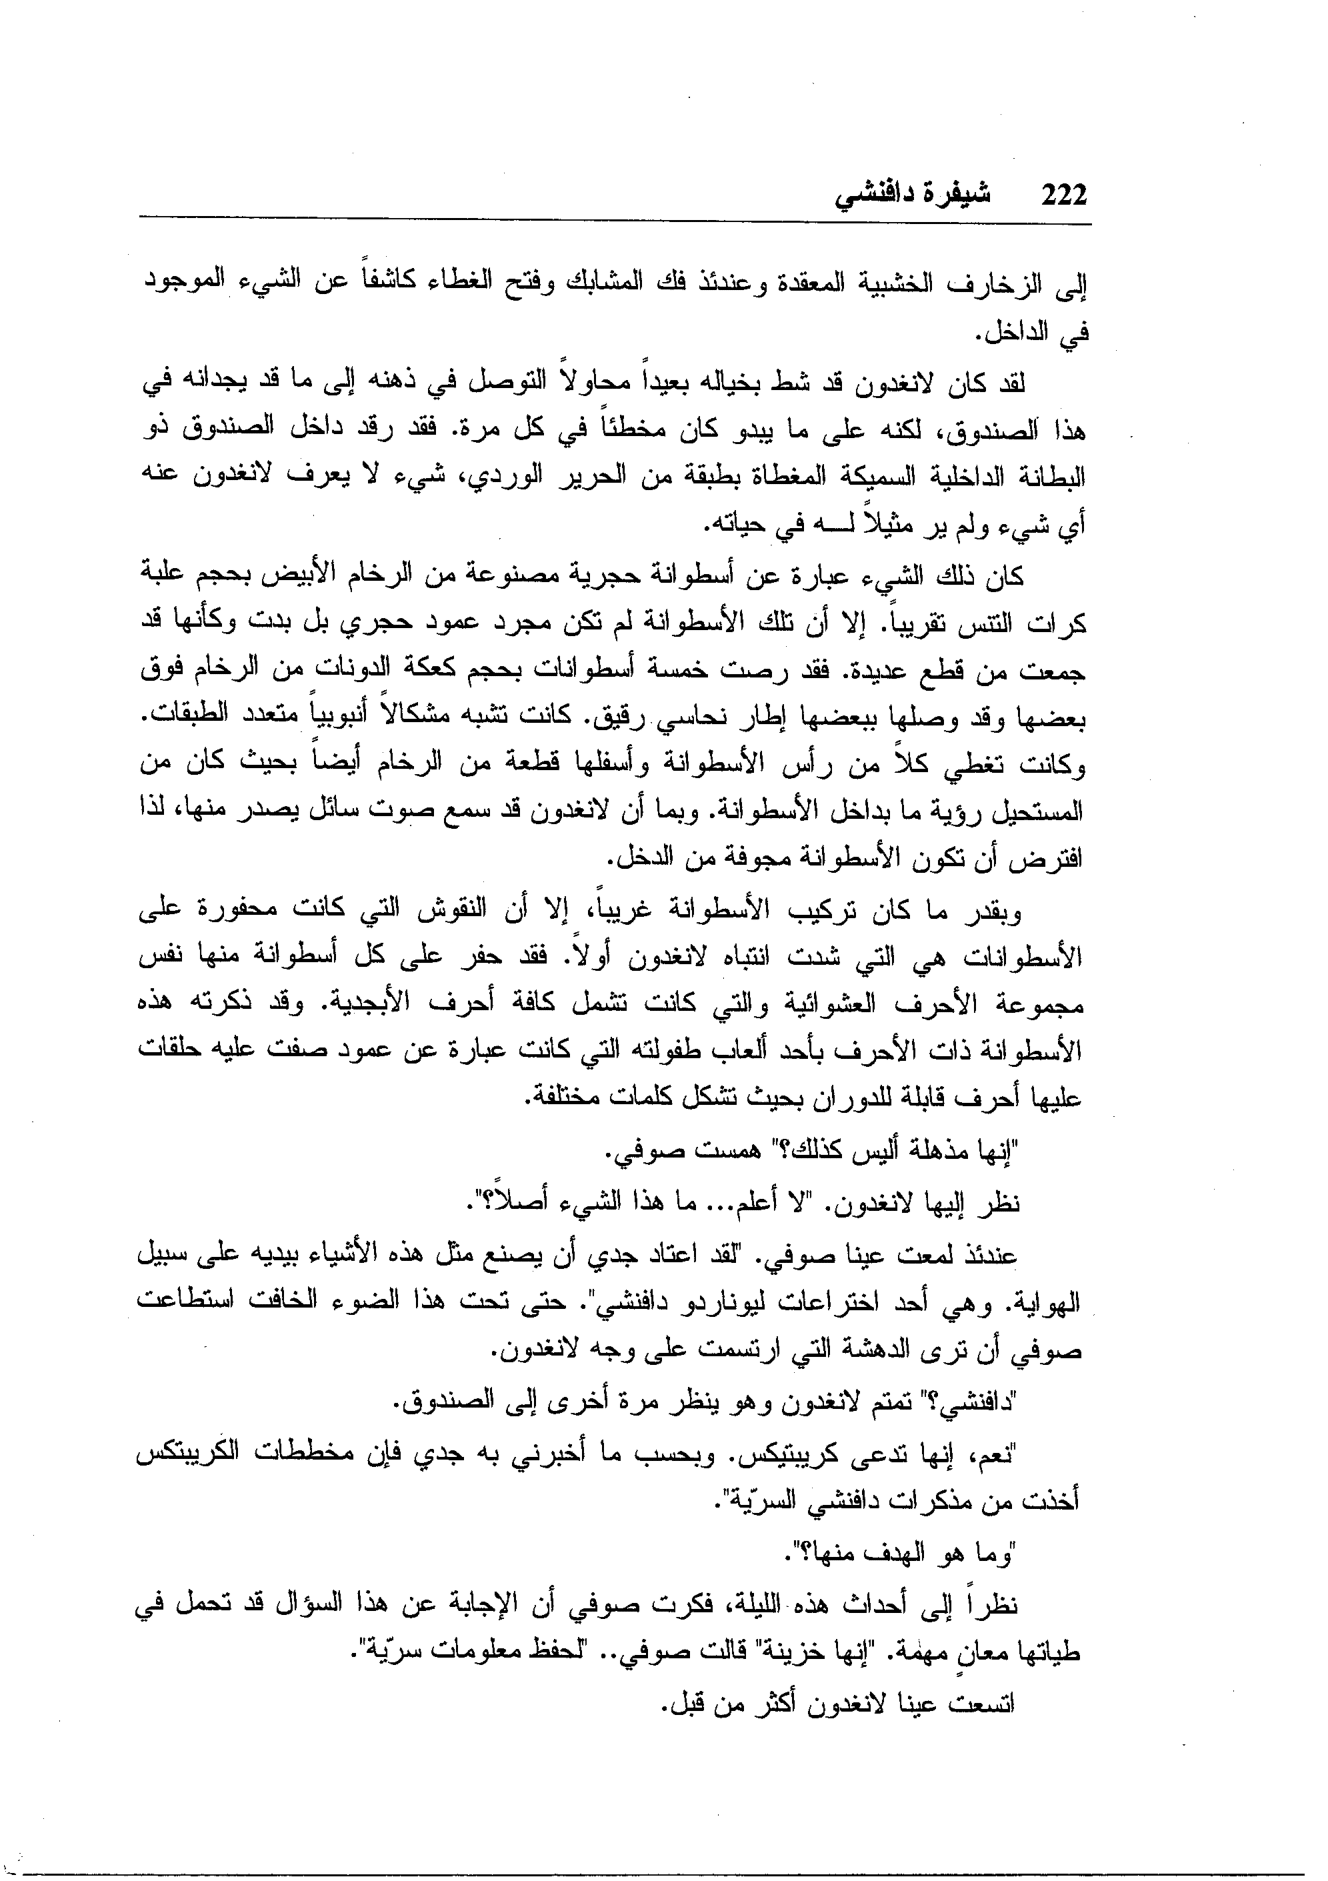 222 شيفرة دافنشي
إلى الزخارف الخشبية المعقدة وعندئذ فك المشابك وفتح الغطاء كاشفاً عن الشيء الموجود
في الداخل.
لقد كان لانغدون قد شط بخياله بعيداً محاولاً التوصل في ذهنه إلى ما قد يجدانه في
هذا الصندوق، لكنه على ما يبدو كان مخطئاً في كل مرة. فقد رقد داخل الصندوق ذو
البطانة الداخلية السميكة المغطاة بطبقة من الحرير الوردي، شيء لا يعرف لانغدون عنه
أي شيء ولم ير مثيلاً لـــه في حياته.
كان ذلك الشيء عبارة عن أسطوانة حجرية مصنوعة من الرخام الأبيض بحجم علبة
كرات التنس تقريباً. إلا أن تلك الأسطوانة لم تكن مجرد عمود حجري بل بدت وكأنها قد
جمعت من قطع عديدة. فقد رصت خمسة أسطوانات بحجم كعكة الدونات من الرخام فوق
بعضها وقد وصلها ببعضها إطار نحاسي رقيق. كانت تشبه مشكالاً أنبوبياً متعدد الطبقات.
وكانت تغطي كلاً من رأس الأسطوانة وأسفلها قطعة من الرخام أيضاً بحيث كان من
المستحيل رؤية ما بداخل الأسطوانة. وبما أن لانغدون قد سمع صوت سائل يصدر منها، لذا
افترض أن تكون الأسطوانة مجوفة من الدخل.
وبقدر ما كان تركيب الأسطوانة غريباً، إلا أن النقوش التي كانت محفورة على
الأسطوانات هي التي شدت انتباه لانغدون أولاً. فقد حفر على كل أسطوانة منها نفس
مجموعة الأحرف العشوائية والتي كانت تشمل كافة أحرف الأبجدية. وقد ذكرته هذه
الأسطوانة ذات الأحرف بأحد ألعاب طفولته التي كانت عبارة عن عمود صفت عليه حلقات
عليها أحرف قابلة للدوران بحيث تشكل كلمات مختلفة.
"إنها مذهلة أليس كذلك؟" همست صوفي.
نظر إليها لانغدون. "لا أعلم... ما هذا الشيء أصلاً؟".
عندئذ لمعت عينا صوفي. "لقد اعتاد جدي أن يصنع مثل هذه الأشياء بيديه على سبيل
الهواية. وهي أحد اختراعات ليوناردو دافنشي". حتى تحت هذا الضوء الخافت استطاعت
صوفي أن ترى الدهشة التي ارتسمت على وجه لانغدون.
"دافنشي؟" تمتم لانغدون وهو ينظر مرة أخرى إلى الصندوق.
"نعم، إنها تدعى كريبتيكس. وبحسب ما أخبرني به جدي فإن مخططات الكريبتكس
أخذت من مذكرات دافنشي السرّية".
"وما هو الهدف منها؟".
نظراً إلى أحداث هذه الليلة، فكرت صوفي أن الإجابة عن هذا السؤال قد تحمل في
طياتها معانٍ مهمة. "إنها خزينة" قالت صوفي.. "لحفظ معلومات سرّية".
اتسعت عينا لانغدون أكثر من قبل.